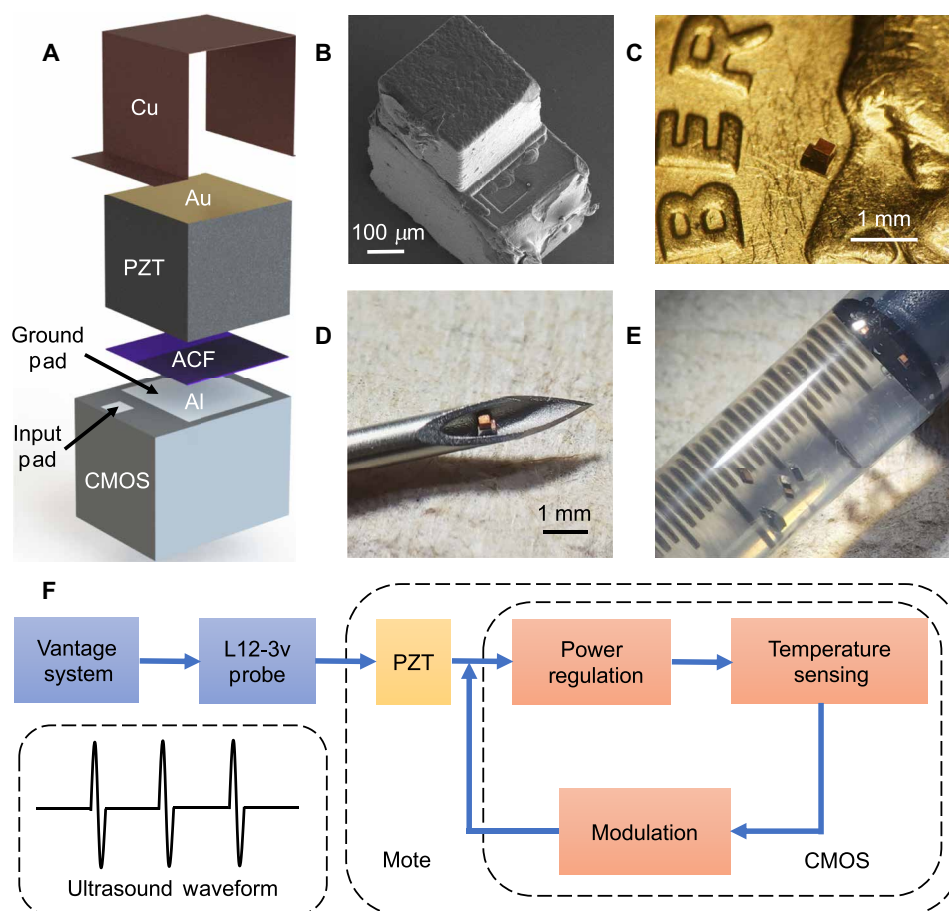 A
Cu
Au
PZT
Ground
pad
ACF
Al
Input
pad
CMOS
B
100 μm
C
BER
1 mm
D
1 mm
E
F
Vantage
system
L12-3v
probe
PZT
Power
regulation
Temperature
sensing
Modulation
Mote
CMOS
Ultrasound waveform